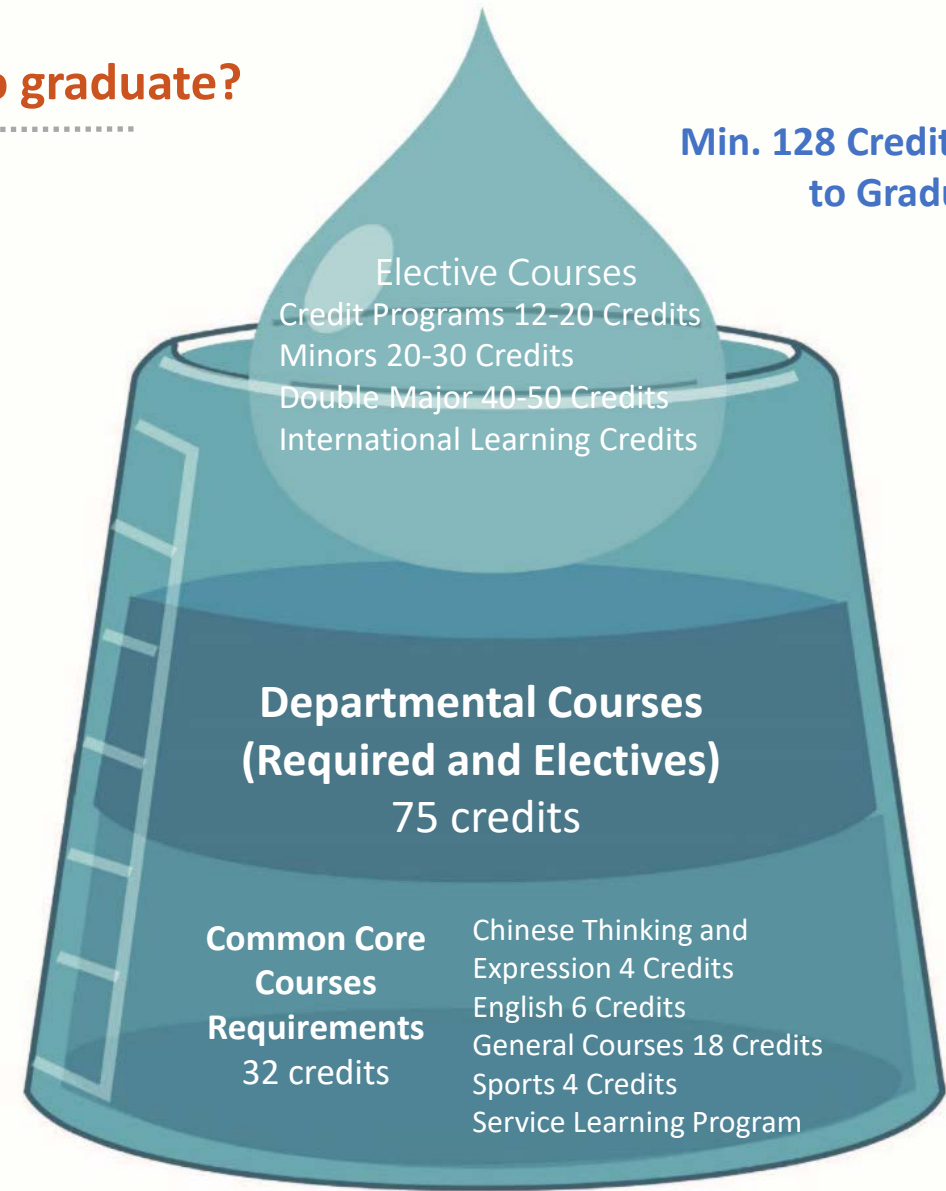 o graduate?
Min. 128 Credit
to Gradu
Elective Courses
Credit Programs 12-20 Credits
Minors 20-30 Credits
Double Major 40-50 Credits
International Learning Credits
Departmental Courses
(Required and Electives)
75 credits
Common Core
Courses
Requirements
32 credits
Chinese Thinking and
Expression 4 Credits
English 6 Credits
General Courses 18 Credits
Sports 4 Credits
Service Learning Program